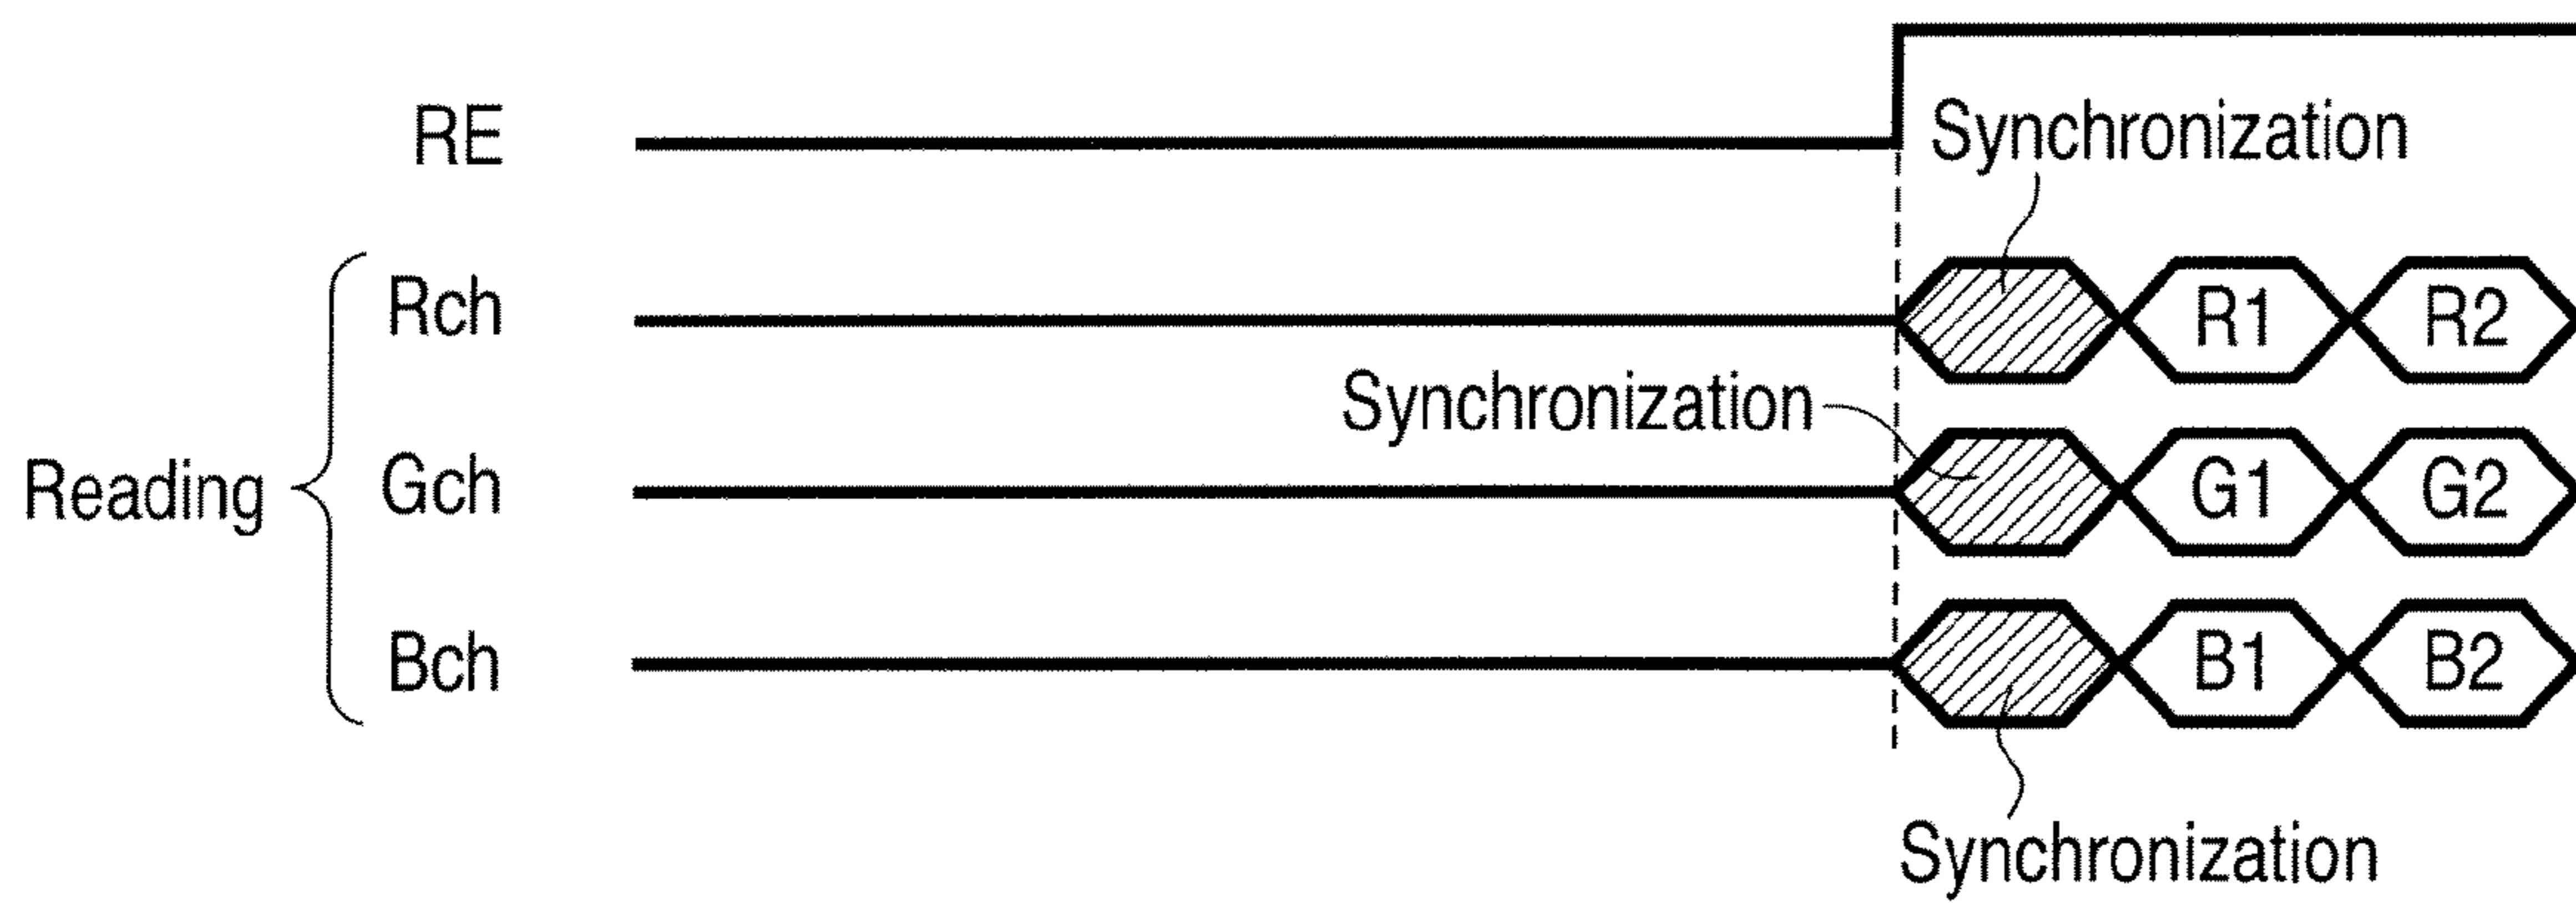 RE
Synchronization
Rch R1 R2
Synchronization
Reading Gch G1 G2
Bch B1 B2
Synchronization